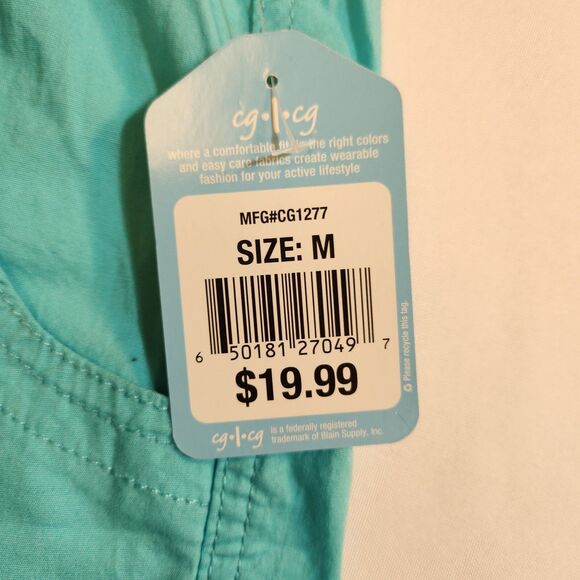 cg•|•cg
where a comfortable fit in the right colors
and easy care fabrics create wearable
fashion for your active lifestyle
MFG#CG1277
SIZE: M
6 50181 27049 7
$19.99
Please recycle this tag.
cg•|•cg is a federally registered
trademark of Blain Supply, Inc.